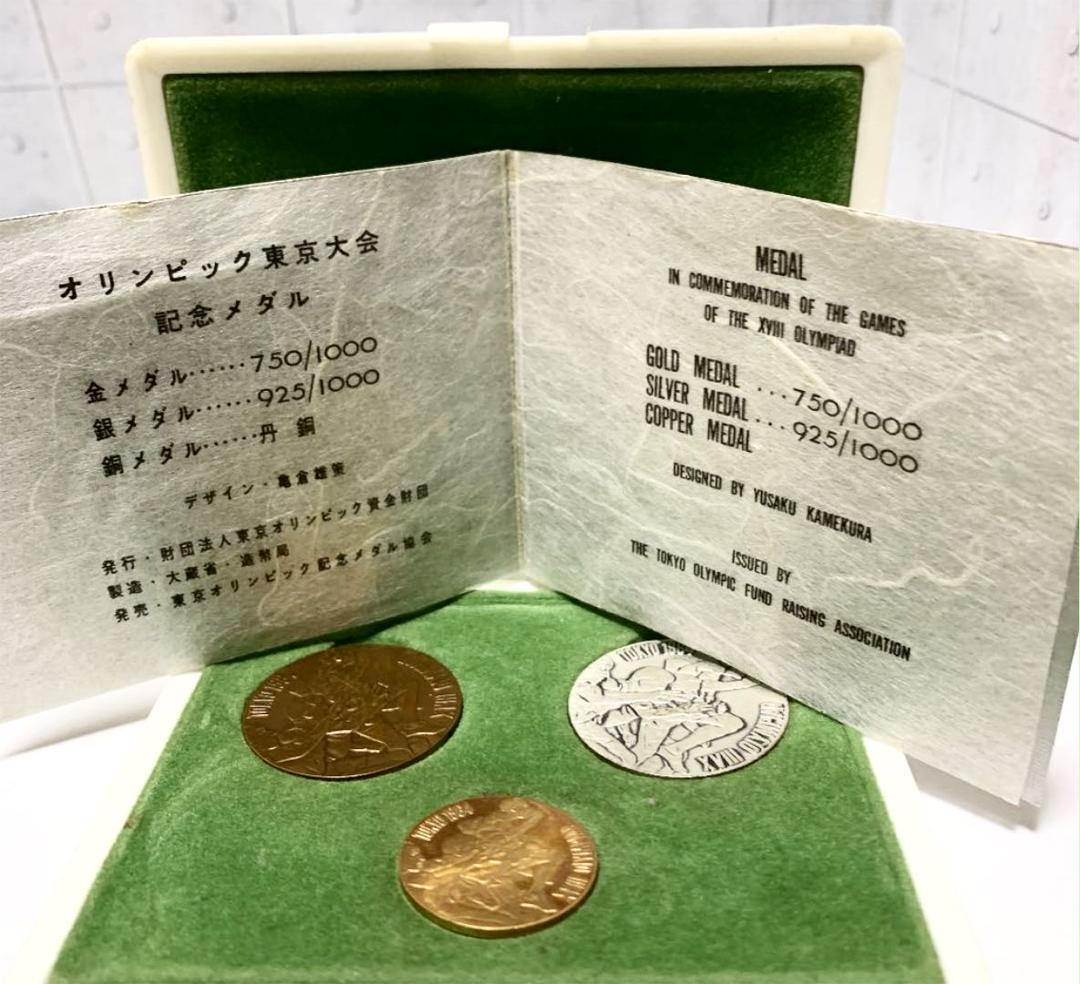 オリンピック東京大会
記念メダル
金メダル……750/1000
銀メダル……925/1000
銅メダル……丹 銅
デザイン・亀倉雄策
発行・財団法人東京オリンピック資金財団
製造・大蔵省・造幣局
発売・東京オリンピック記念メダル協会
MEDAL
IN COMMEMORATION OF THE GAMES
OF THE XVIII OLYMPIAD
GOLD MEDAL ...750/1000
SILVER MEDAL...925/1000
COPPER MEDAL
DESIGNED BY YUSAKU KAMEKURA
ISSUED BY
THE TOKYO OLYMPIC FUND RAISING ASSOCIATION
TOKYO
TOKYO
XVIII OLYMPIAD
TOKYO 1964